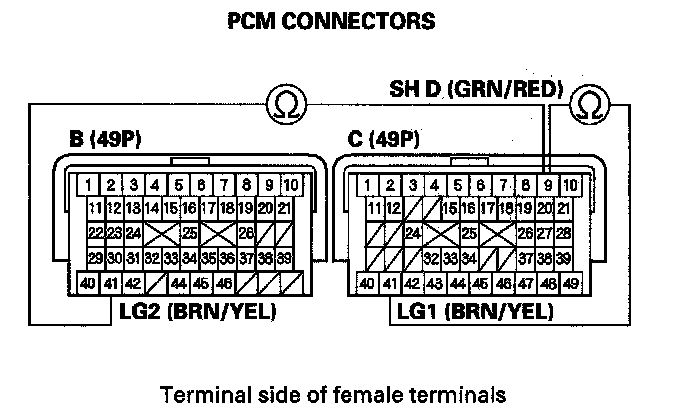 PCM CONNECTORS
SH D (GRN/RED)
Ω Ω
B (49P) C (49P)
1 2 3 4 5 6 7 8 9 10 1 2 3 4 5 6 7 8 9 10
11 12 13 14 15 16 17 18 19 20 21 11 12 15 16 17 18 19 20 21
22 23 24 25 26 24 25 26 27 28
29 30 31 32 33 34 35 36 37 38 39 32 33 34 37 38 39
40 41 42 44 45 46 40 41 42 43 44 45 46 47 48 49
LG2 (BRN/YEL) LG1 (BRN/YEL)
Terminal side of female terminals